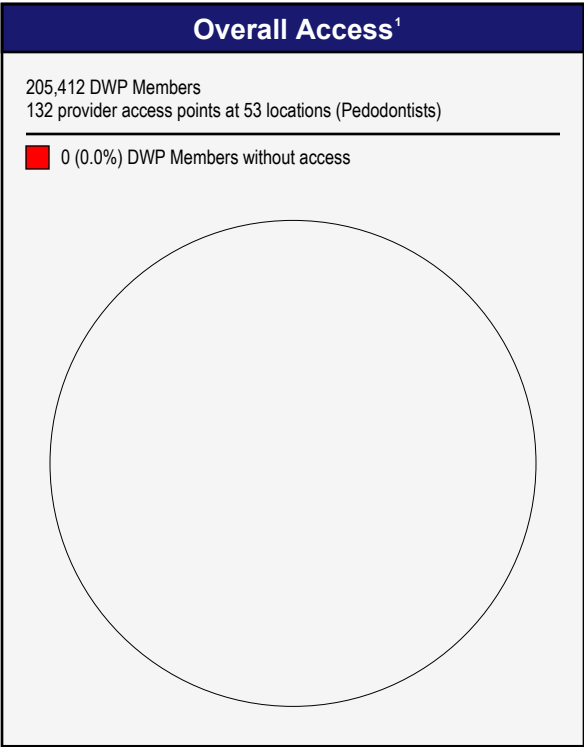 Overall Access¹
205,412 DWP Members
132 provider access points at 53 locations (Pedodontists)
0 (0.0%) DWP Members without access